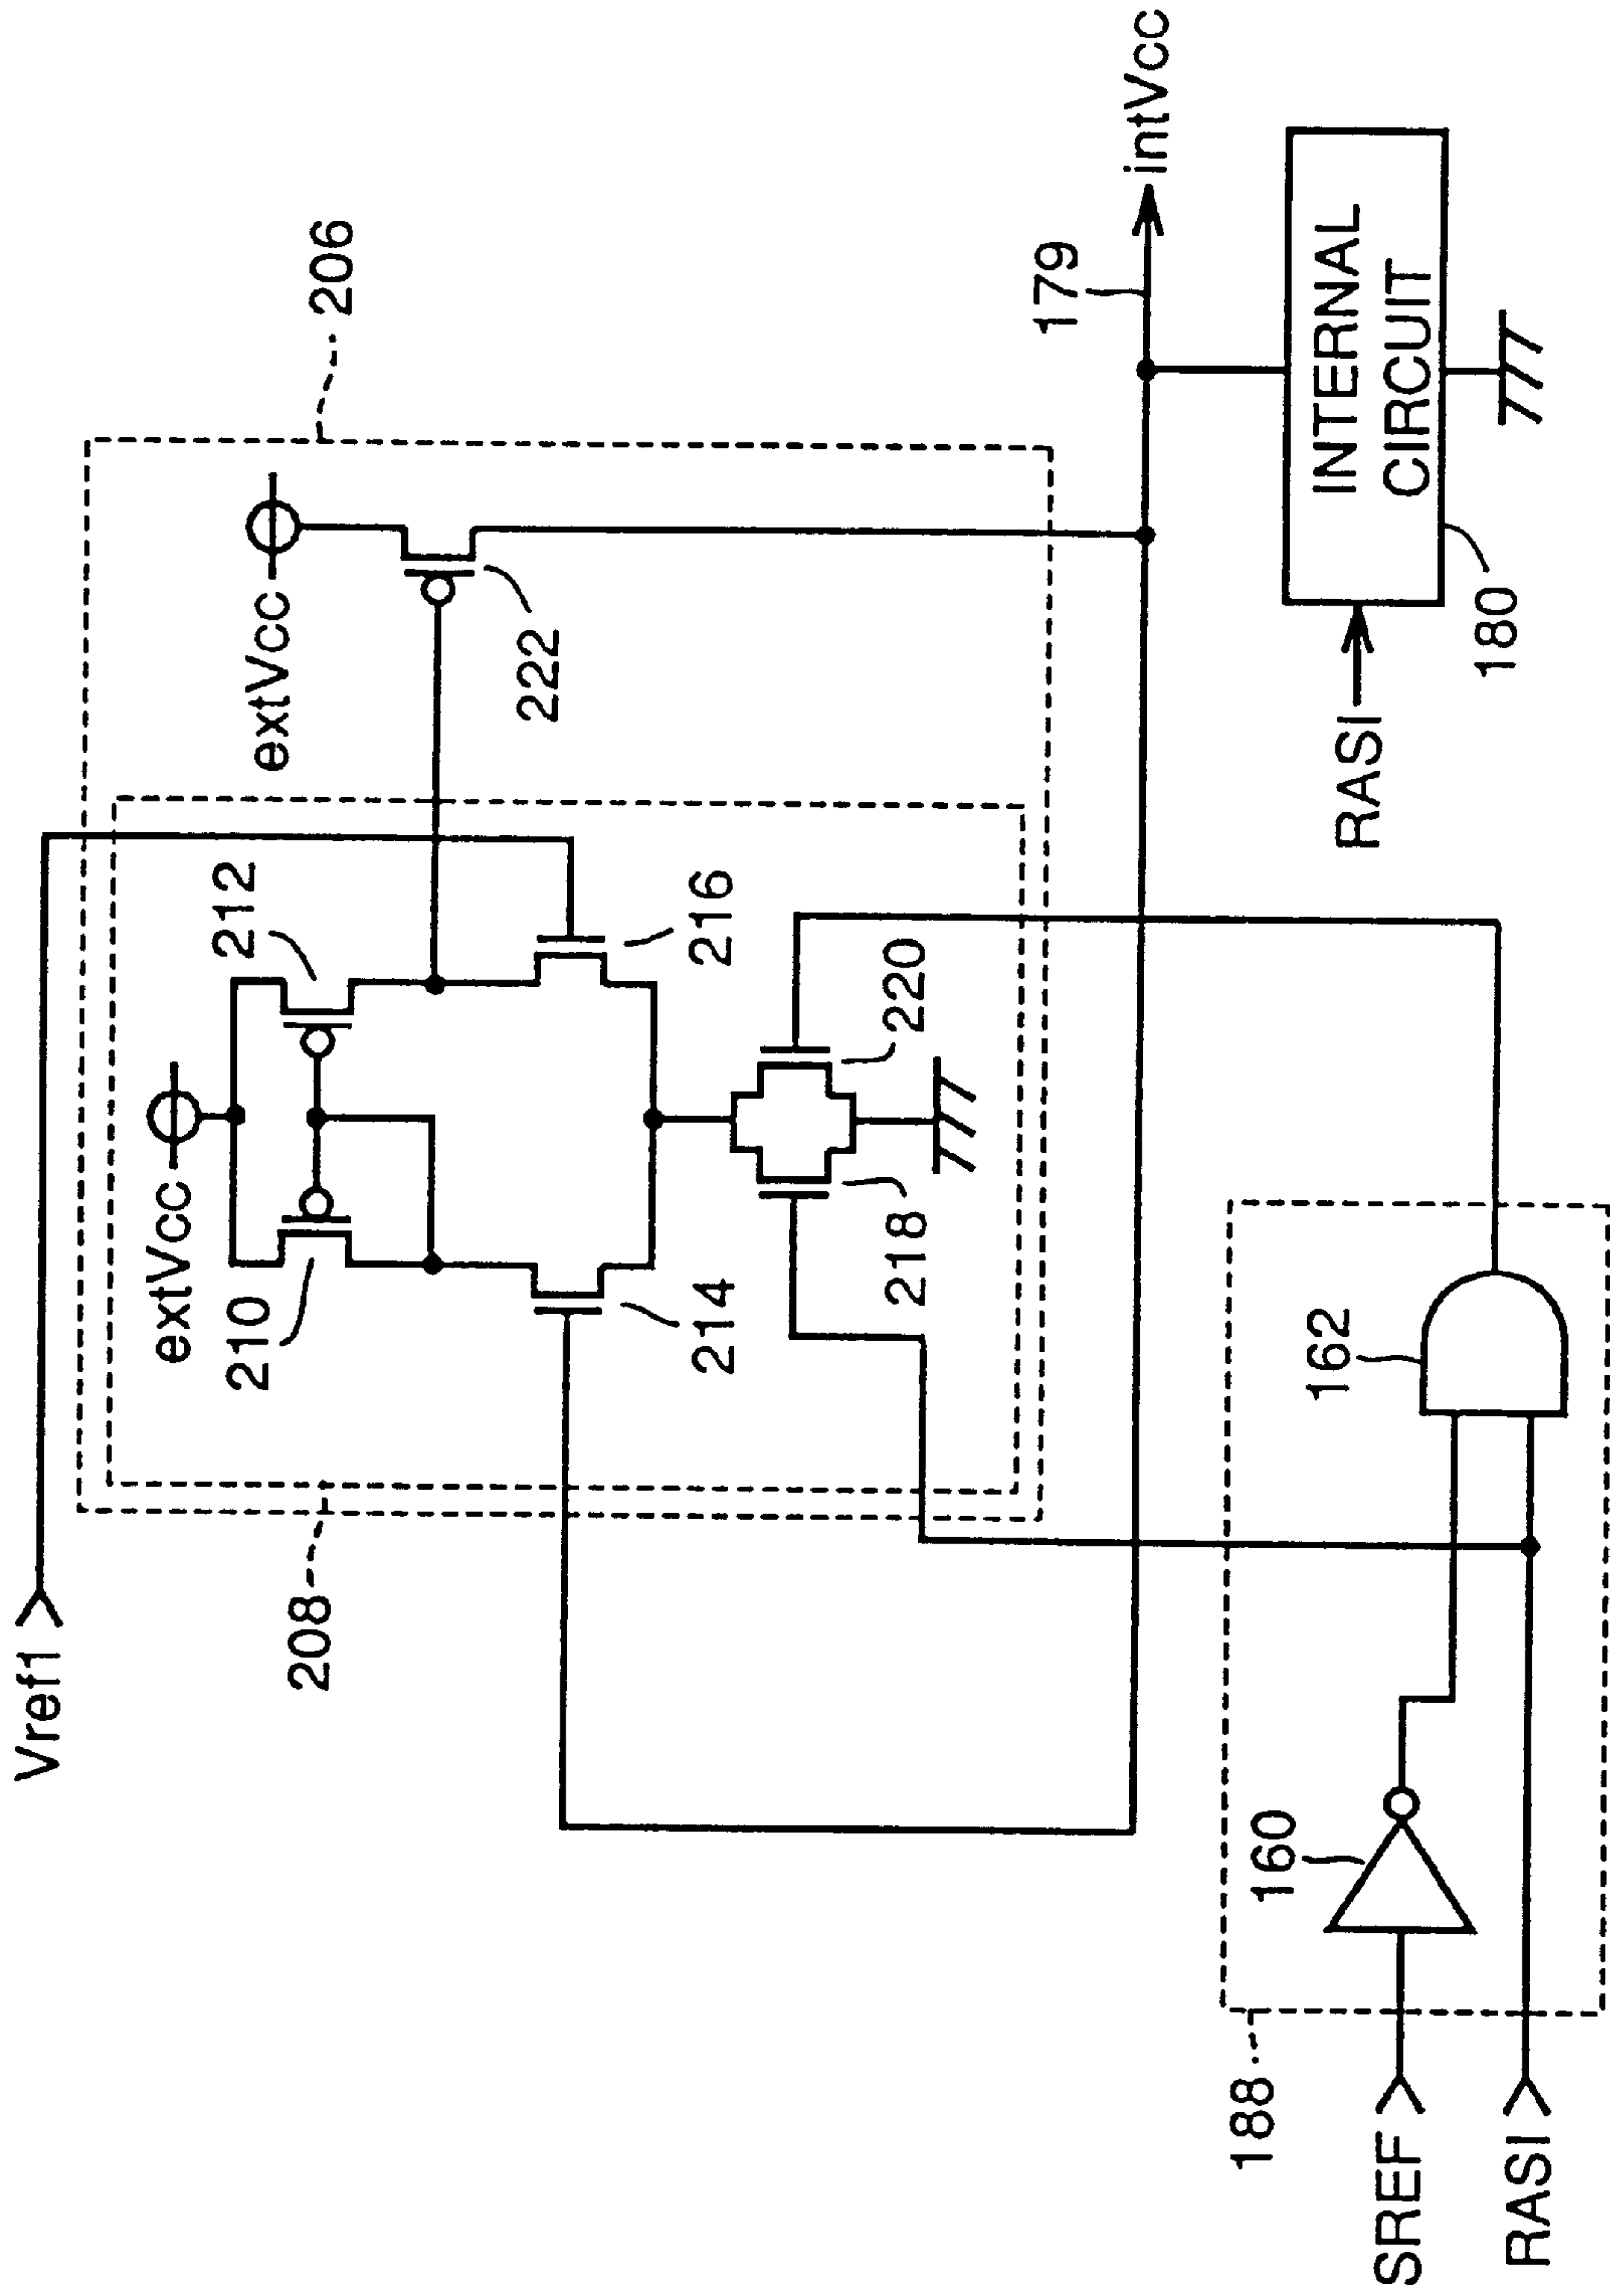 Vref1
206
extVcc
212
extVcc
210
222
216
214
208
220
218
179
intVcc
INTERNAL
CIRCUIT
RASI
180
188
160
162
SREF
RASI